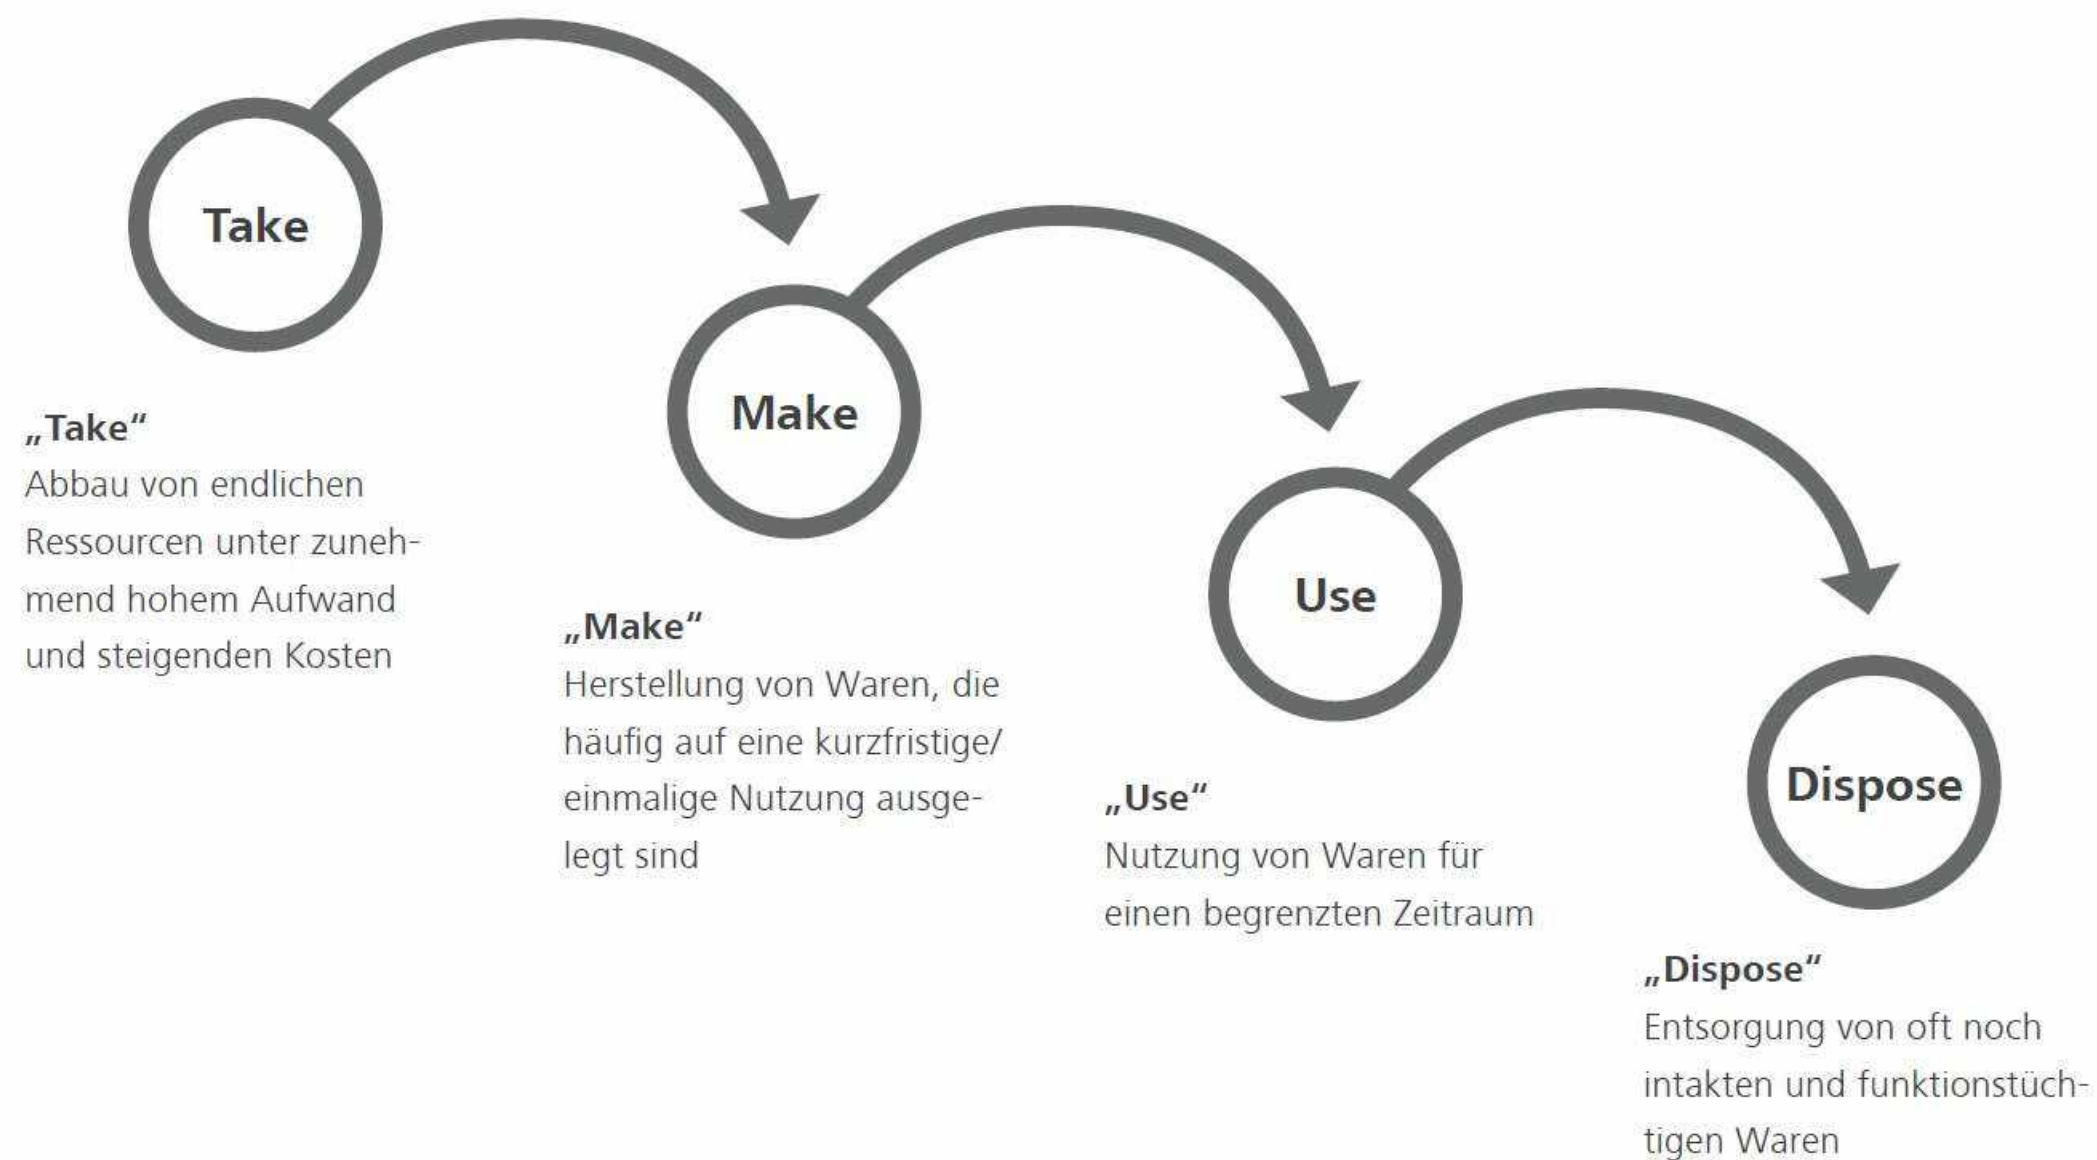 Take
„Take“
Abbau von endlichen
Ressourcen unter zuneh-
mend hohem Aufwand
und steigenden Kosten
Make
„Make“
Herstellung von Waren, die
häufig auf eine kurzfristige/
einmalige Nutzung ausge-
legt sind
Use
„Use“
Nutzung von Waren für
einen begrenzten Zeitraum
Dispose
„Dispose“
Entsorgung von oft noch
intakten und funktionstüch-
tigen Waren